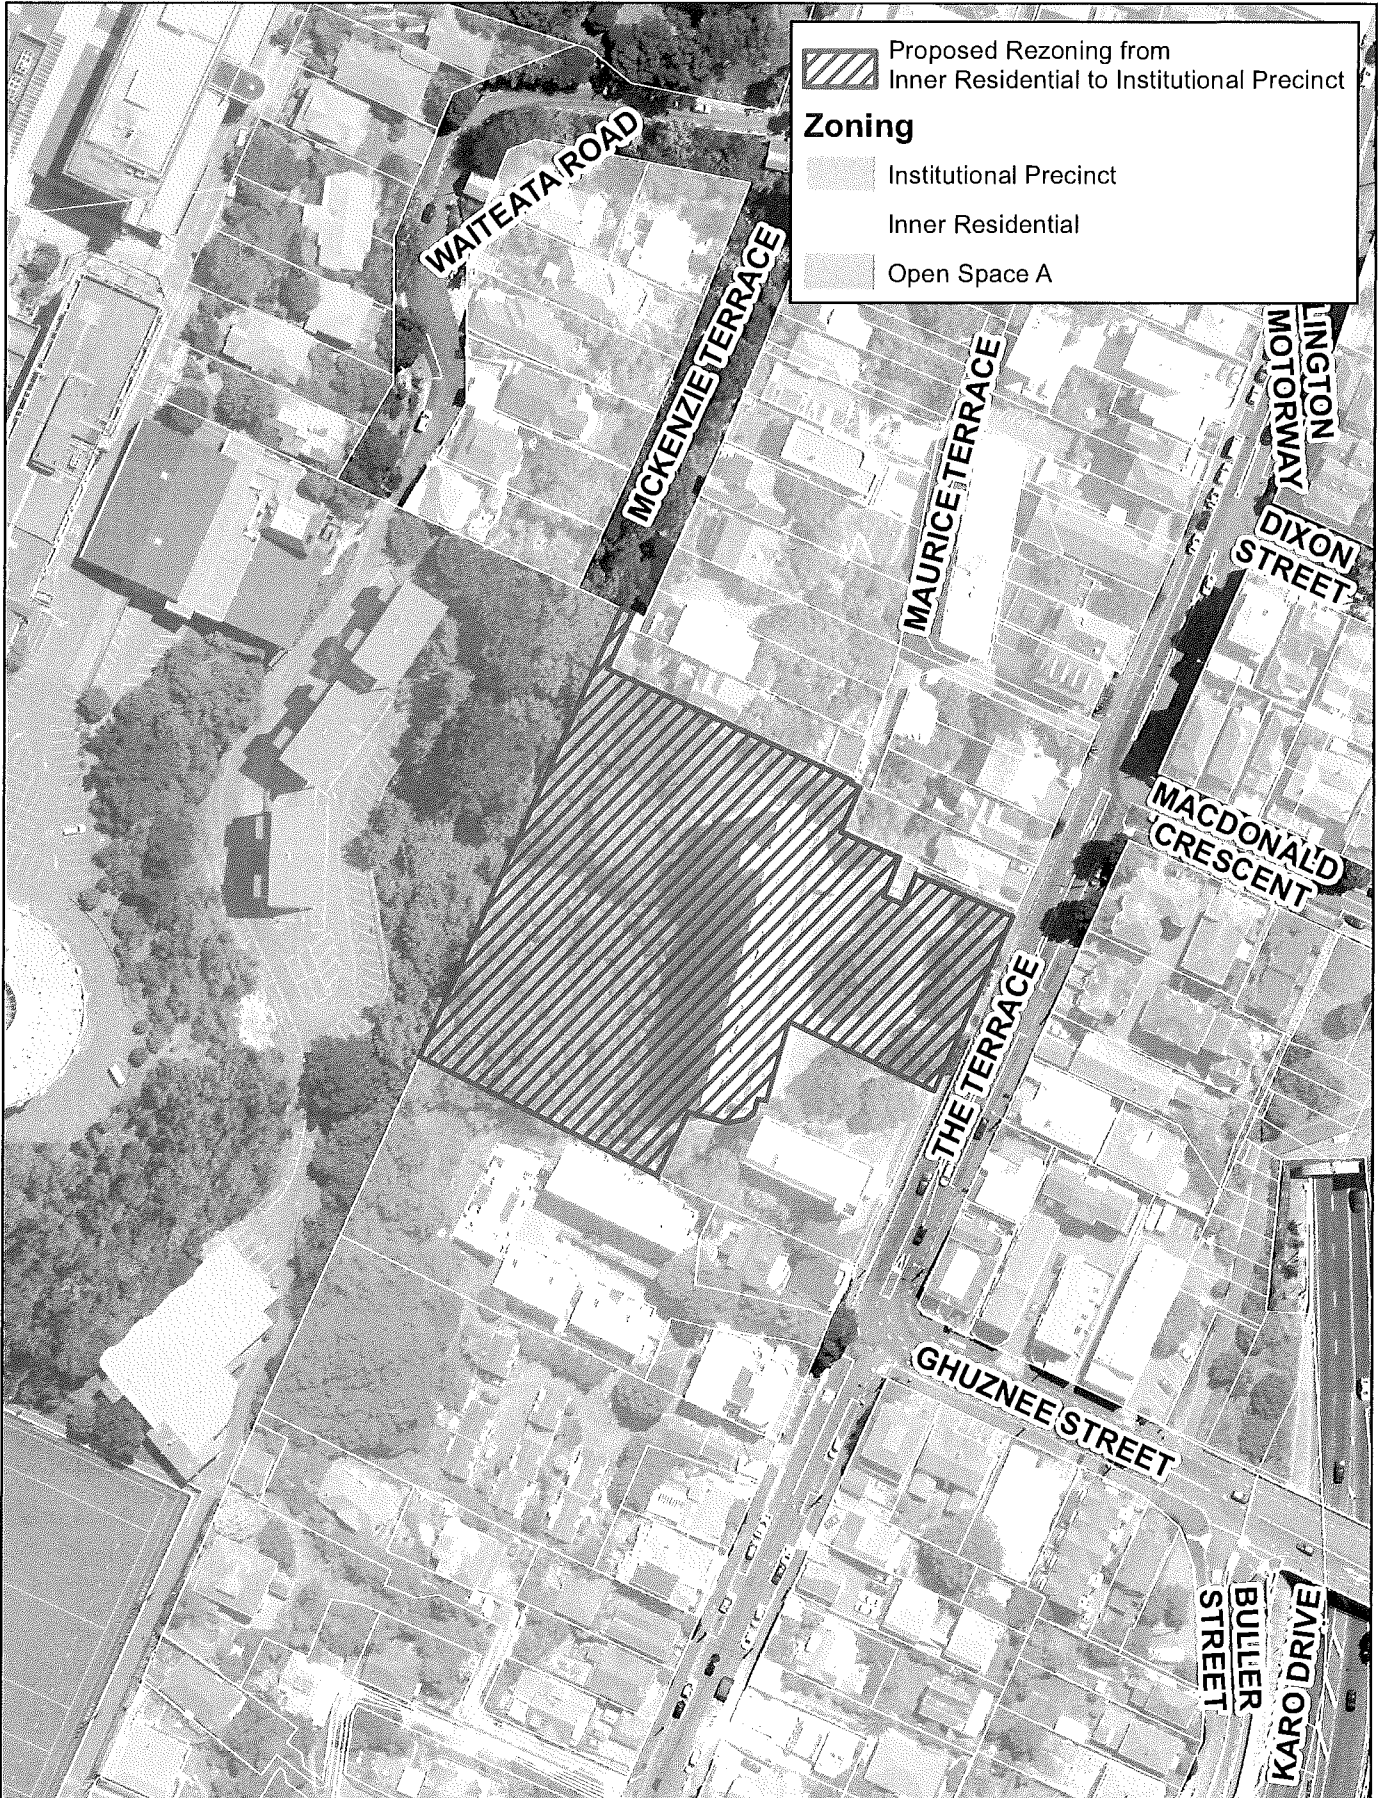 Proposed Rezoning from
Inner Residential to Institutional Precinct
Zoning
Institutional Precinct
Inner Residential
Open Space A
WAITEATA ROAD
MCKENZIE TERRACE
MAURICE TERRACE
LINGTON
MOTORWAY
DIXON
STREET
MACDONALD
CRESCENT
THE TERRACE
GHUZNEE STREET
BULLER
STREET
KARO DRIVE